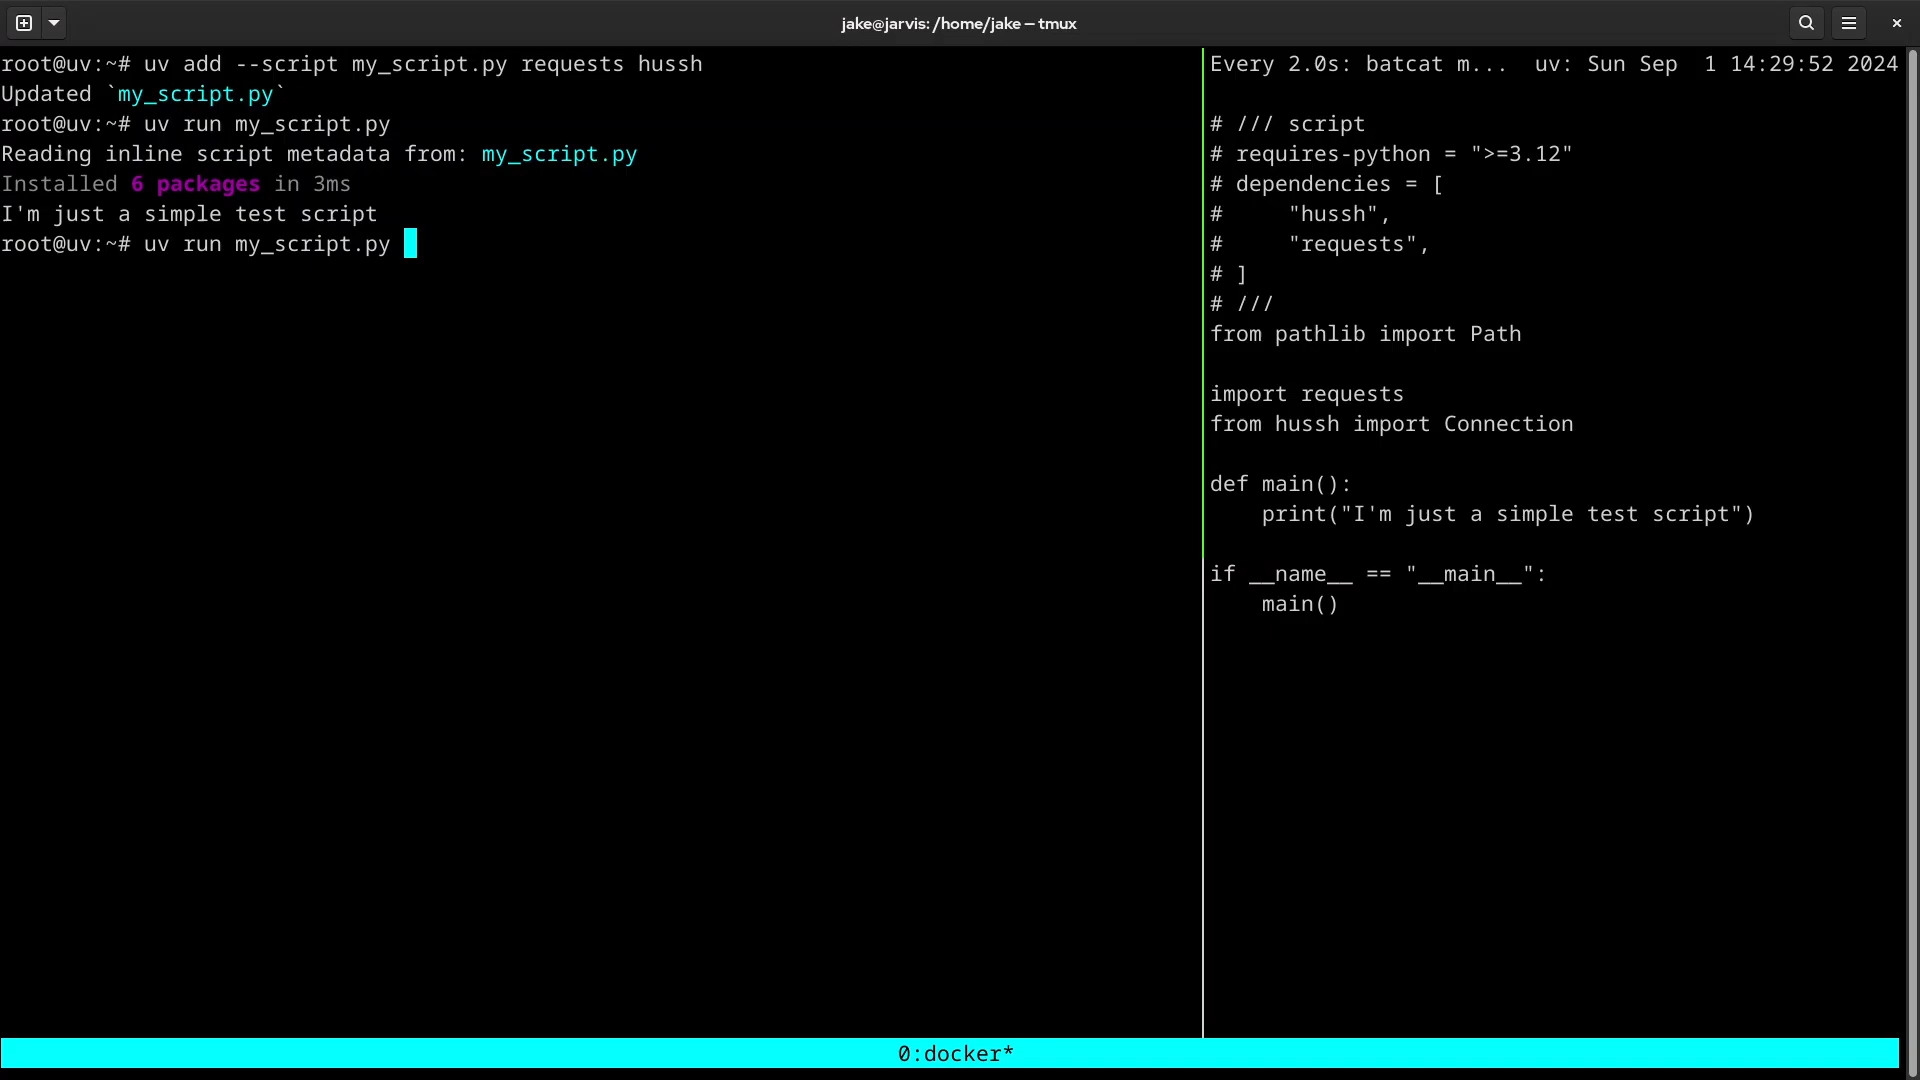 jake@jarvis: /home/jake — tmux
root@uv:~# uv add --script my_script.py requests hussh
Updated `my_script.py`
root@uv:~# uv run my_script.py
Reading inline script metadata from: my_script.py
Installed 6 packages in 3ms
I'm just a simple test script
root@uv:~# uv run my_script.py
Every 2.0s: batcat m...  uv: Sun Sep  1 14:29:52 2024
# /// script
# requires-python = ">=3.12"
# dependencies = [
#     "hussh",
#     "requests",
# ]
# ///
from pathlib import Path
import requests
from hussh import Connection
def main():
    print("I'm just a simple test script")
if __name__ == "__main__":
    main()
0:docker*